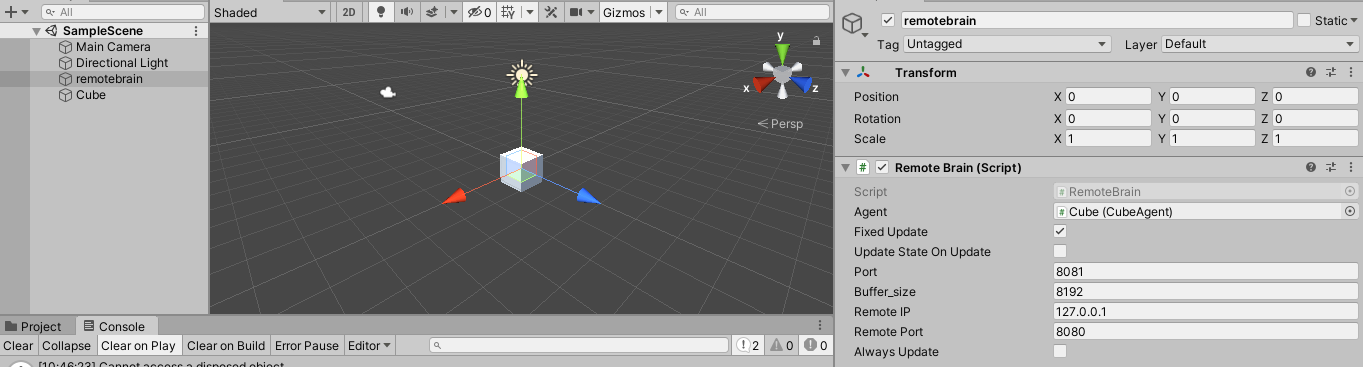 All
SampleScene
Main Camera
Directional Light
remotebrain
Cube
Shaded
2D
0
Gizmos
All
y
x
z
Persp
Project
Console
Clear
Collapse
Clear on Play
Clear on Build
Error Pause
Editor
2
0
0
[10:46:23] Cannot access a disposed object
remotebrain
Static
Tag Untagged
Layer Default
Transform
Position X 0 Y 0 Z 0
Rotation X 0 Y 0 Z 0
Scale X 1 Y 1 Z 1
# Remote Brain (Script)
Script # RemoteBrain
Agent # Cube (CubeAgent)
Fixed Update
Update State On Update
Port 8081
Buffer_size 8192
Remote IP 127.0.0.1
Remote Port 8080
Always Update